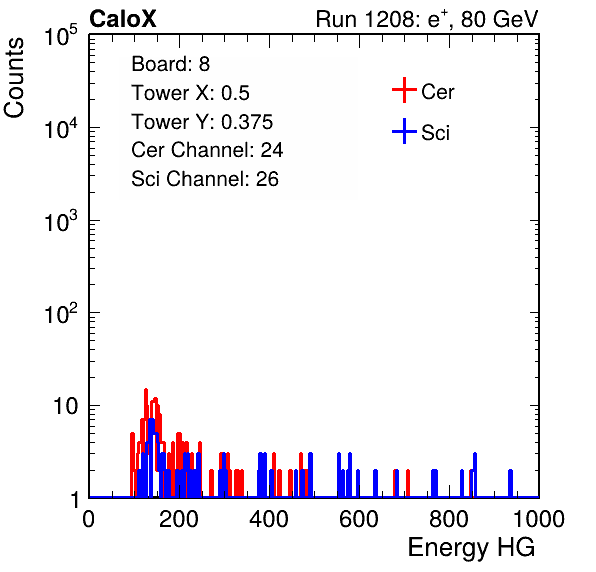 CaloX Run 1208: e⁺, 80 GeV
Board: 8
Tower X: 0.5
Tower Y: 0.375
Cer Channel: 24
Sci Channel: 26
Cer
Sci
Counts
10⁵
10⁴
10³
10²
10
1
0 200 400 600 800 1000
Energy HG